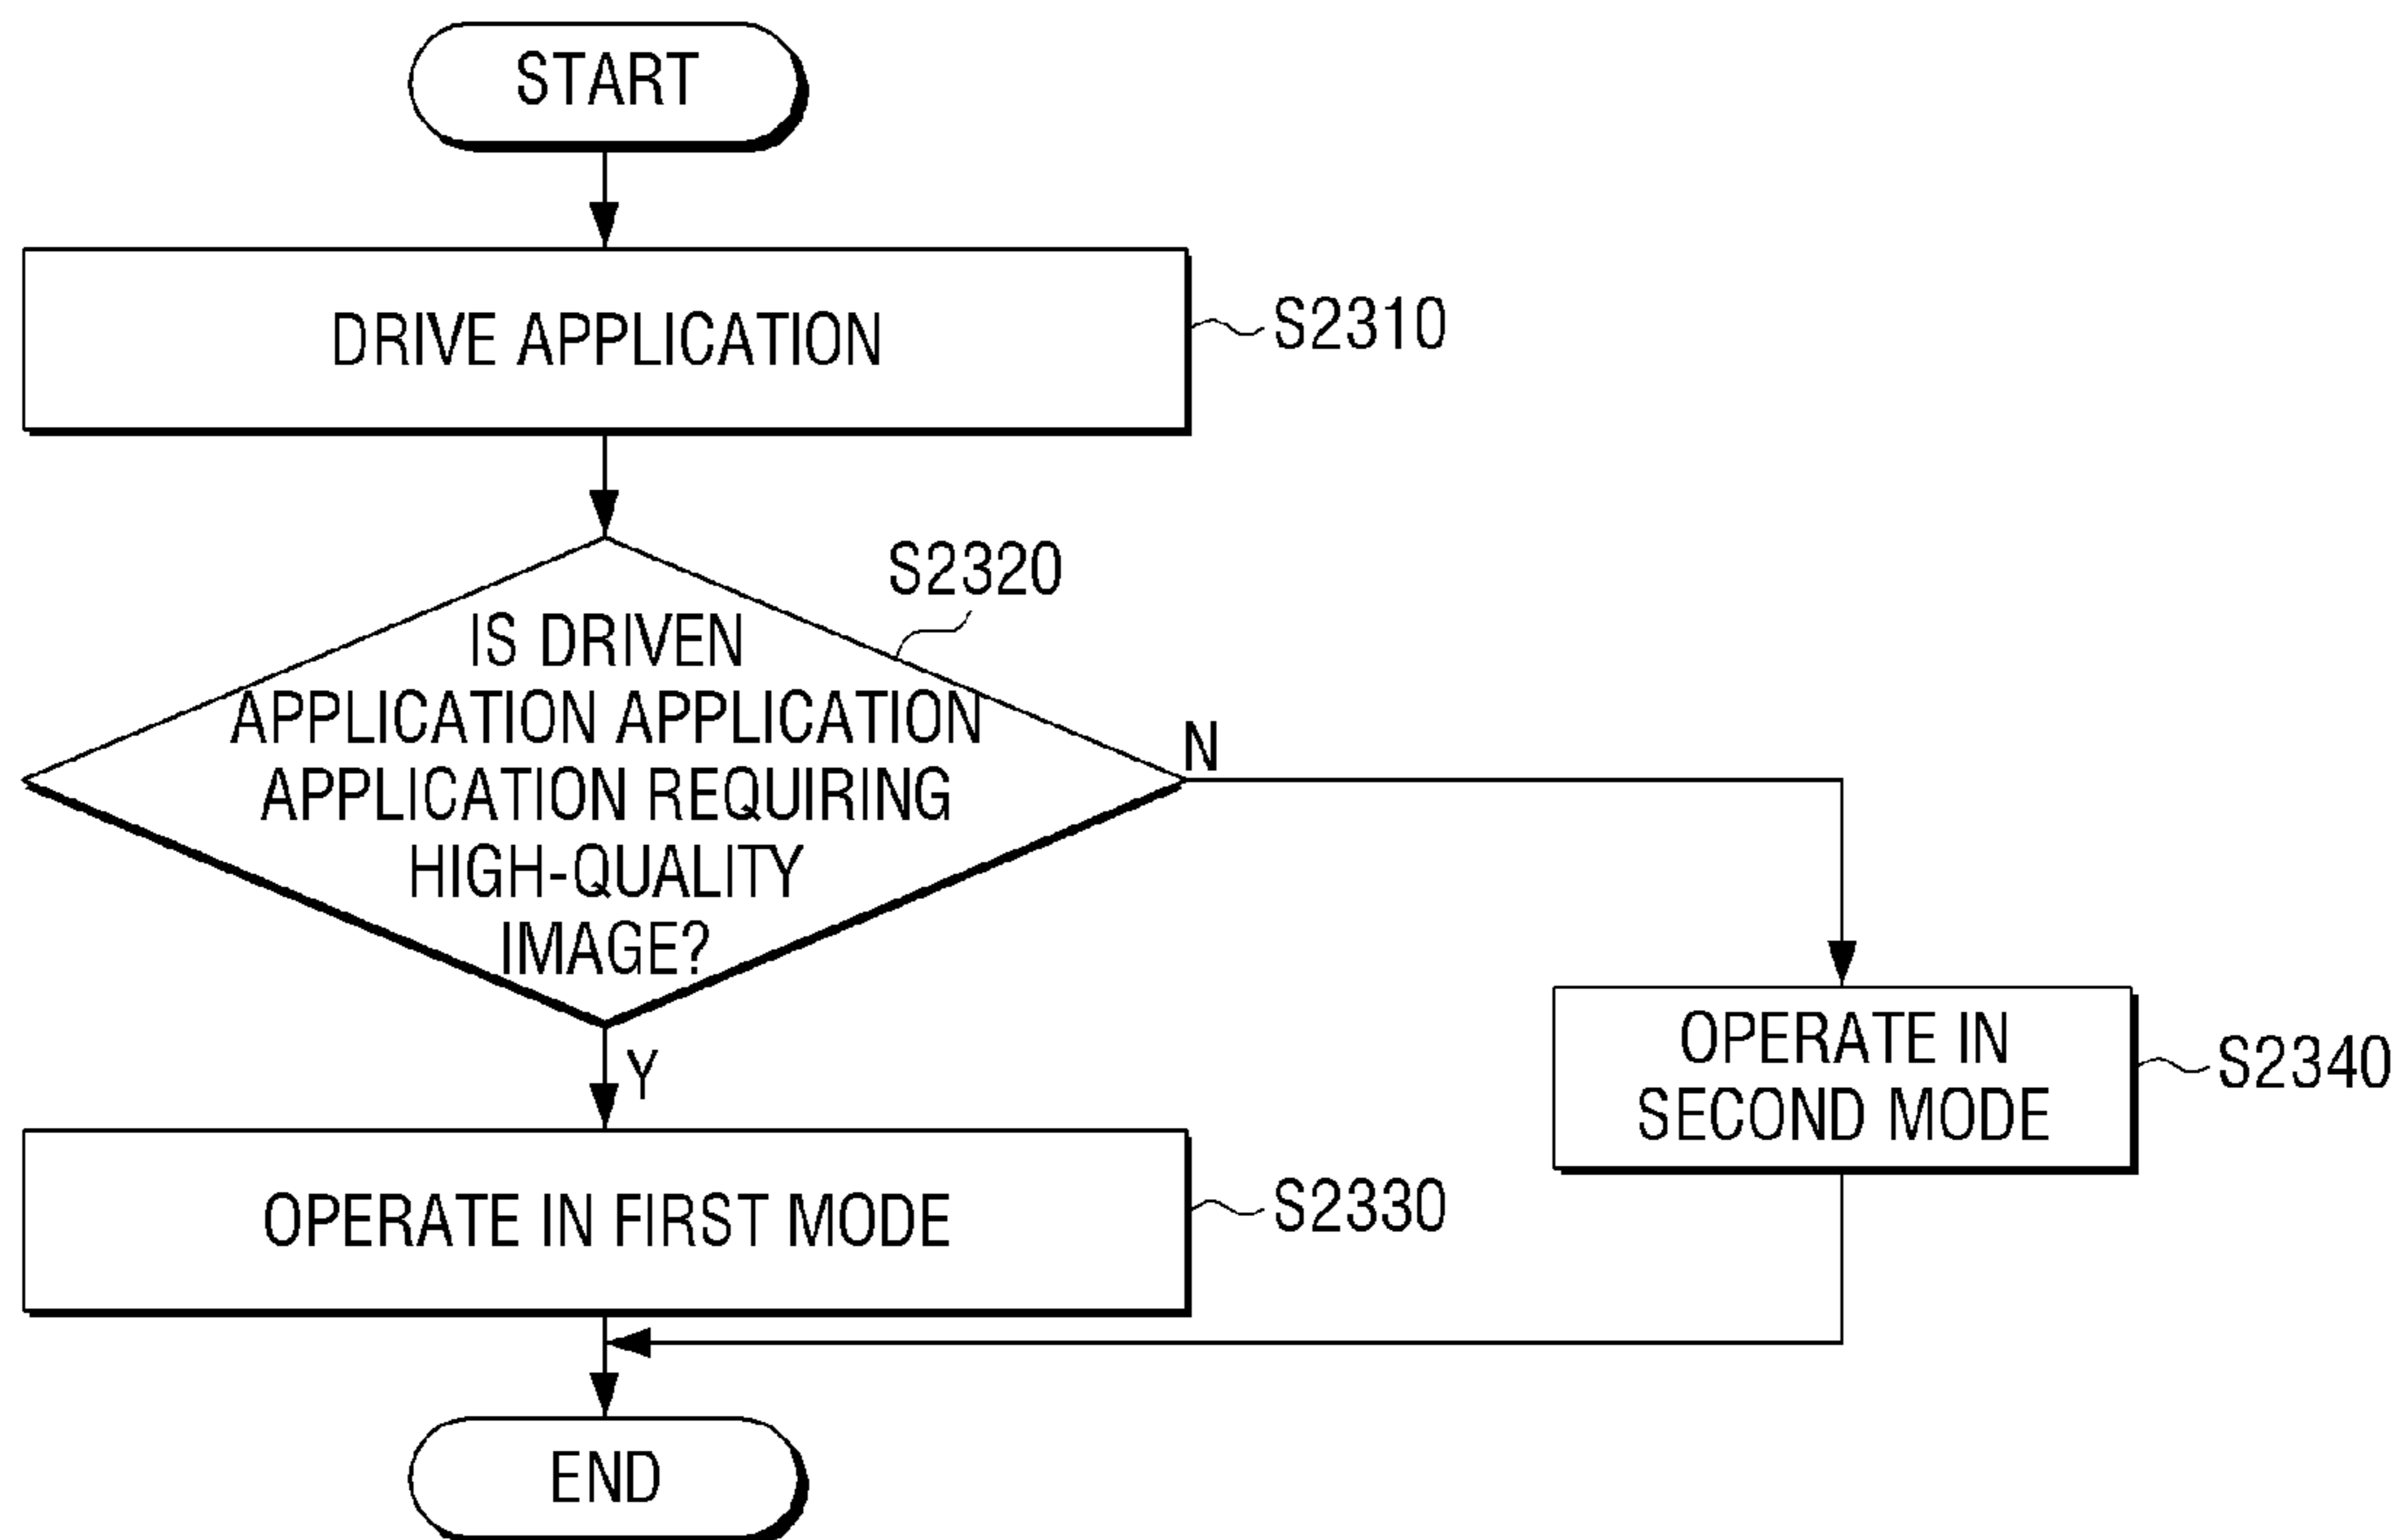 START
DRIVE APPLICATION
S2310
S2320
IS DRIVEN
APPLICATION APPLICATION
APPLICATION REQUIRING
HIGH-QUALITY
IMAGE?
N
Y
OPERATE IN
SECOND MODE
S2340
OPERATE IN FIRST MODE
S2330
END